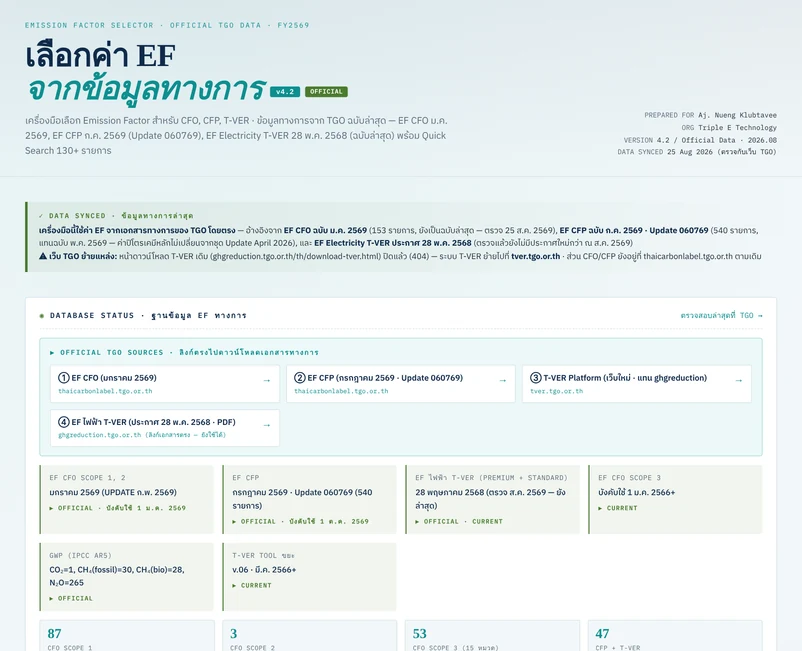 EMISSION FACTOR SELECTOR · OFFICIAL TGO DATA · FY2569
เลือกค่า EF
จากข้อมูลทางการ v4.2 OFFICIAL
เครื่องมือเลือก Emission Factor สำหรับ CFO, CFP, T-VER · ข้อมูลทางการจาก TGO ฉบับล่าสุด — EF CFO ม.ค.
2569, EF CFP ก.ค. 2569 (Update 060769), EF Electricity T-VER 28 พ.ค. 2568 (ฉบับล่าสุด) พร้อม Quick
Search 130+ รายการ
PREPARED FOR Aj. Nueng Klubtavee
ORG Triple E Technology
VERSION 4.2 / Official Data · 2026.08
DATA SYNCED 25 Aug 2026 (ตรวจกับเว็บ TGO)
✓ DATA SYNCED · ข้อมูลทางการล่าสุด
เครื่องมือนี้ใช้ค่า EF จากเอกสารทางการของ TGO โดยตรง — อ้างอิงจาก EF CFO ฉบับ ม.ค. 2569 (153 รายการ, ยังเป็นฉบับล่าสุด — ตรวจ 25 ส.ค. 2569), EF CFP ฉบับ ก.ค. 2569 · Update 060769 (540 รายการ,
แทนฉบับ พ.ค. 2569 — ค่าปิโตรเคมีหลักไม่เปลี่ยนจากชุด Update April 2026), และ EF Electricity T-VER ประกาศ 28 พ.ค. 2568 (ตรวจแล้วยังไม่มีประกาศใหม่กว่า ณ ส.ค. 2569)
⚠ เว็บ TGO ย้ายแหล่ง: หน้าดาวน์โหลด T-VER เดิม (ghgreduction.tgo.or.th/th/download-tver.html) ปิดแล้ว (404) — ระบบ T-VER ย้ายไปที่ tver.tgo.or.th · ส่วน CFO/CFP ยังอยู่ที่ thaicarbonlabel.tgo.or.th ตามเดิม
DATABASE STATUS · ฐานข้อมูล EF ทางการ
ตรวจสอบล่าสุดที่ TGO →
▸ OFFICIAL TGO SOURCES · ลิงก์ตรงไปดาวน์โหลดเอกสารทางการ
① EF CFO (มกราคม 2569) →
thaicarbonlabel.tgo.or.th
② EF CFP (กรกฎาคม 2569 · Update 060769) →
thaicarbonlabel.tgo.or.th
③ T-VER Platform (เว็บใหม่ · แทน ghgreduction) →
tver.tgo.or.th
④ EF ไฟฟ้า T-VER (ประกาศ 28 พ.ค. 2568 · PDF) →
ghgreduction.tgo.or.th (ลิงก์เอกสารตรง — ยังใช้ได้)
EF CFO SCOPE 1, 2
มกราคม 2569 (UPDATE ก.พ. 2569)
▸ OFFICIAL · บังคับใช้ 1 ม.ค. 2569
EF CFP
กรกฎาคม 2569 · Update 060769 (540
รายการ)
▸ OFFICIAL · บังคับใช้ 1 ต.ค. 2569
EF ไฟฟ้า T-VER (PREMIUM + STANDARD)
28 พฤษภาคม 2568 (ตรวจ ส.ค. 2569 — ยัง
ล่าสุด)
▸ OFFICIAL · CURRENT
EF CFO SCOPE 3
บังคับใช้ 1 ม.ค. 2566+
▸ CURRENT
GWP (IPCC AR5)
CO₂=1, CH₄(fossil)=30, CH₄(bio)=28,
N₂O=265
▸ OFFICIAL
T-VER TOOL ขยะ
v.06 · มี.ค. 2566+
▸ CURRENT
87
CFO SCOPE 1
3
CFO SCOPE 2
53
CFO SCOPE 3 (15 หมวด)
47
CFP + T-VER